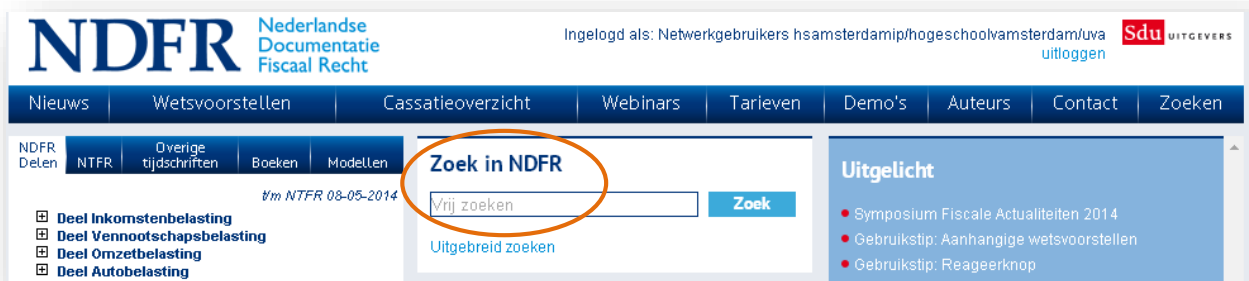 NDFR
Nederlandse
Documentatie
Fiscaal Recht
Ingelogd als: Netwerkgebruikers hsamsterdamip/hogeschoolvamsterdam/uva
uitloggen
Sdu UITGEVERS
Nieuws Wetsvoorstellen Cassatieoverzicht Webinars Tarieven Demo's Auteurs Contact Zoeken
NDFR
Delen
NTFR
Overige
tijdschriften
Boeken
Modellen
t/m NTFR 08-05-2014
Deel Inkomstenbelasting
Deel Vennootschapsbelasting
Deel Omzetbelasting
Deel Autobelasting
Zoek in NDFR
Vrij zoeken
Zoek
Uitgebreid zoeken
Uitgelicht
Symposium Fiscale Actualiteiten 2014
Gebruikstip: Aanhangige wetsvoorstellen
Gebruikstip: Reageerknop